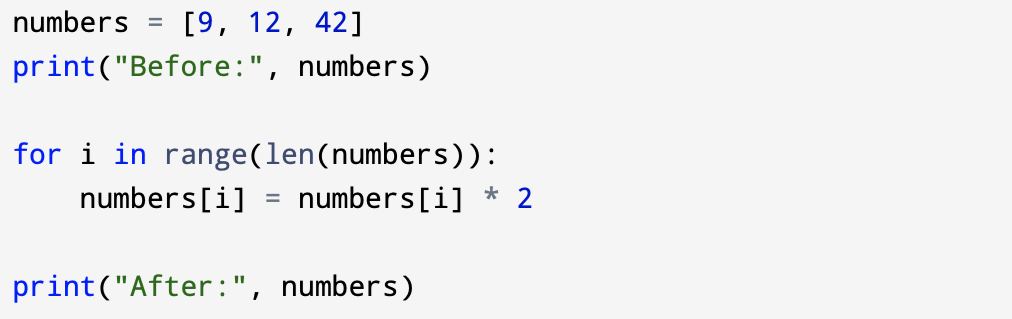 numbers = [9, 12, 42]
print("Before:", numbers)

for i in range(len(numbers)):
    numbers[i] = numbers[i] * 2

print("After:", numbers)